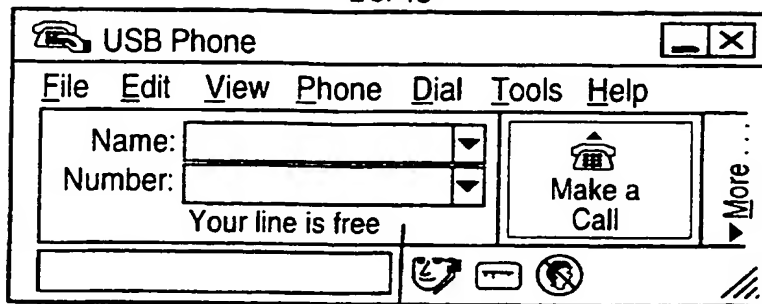 USB Phone
File Edit View Phone Dial Tools Help
Name:
Number:
Your line is free
Make a
Call
More . . .